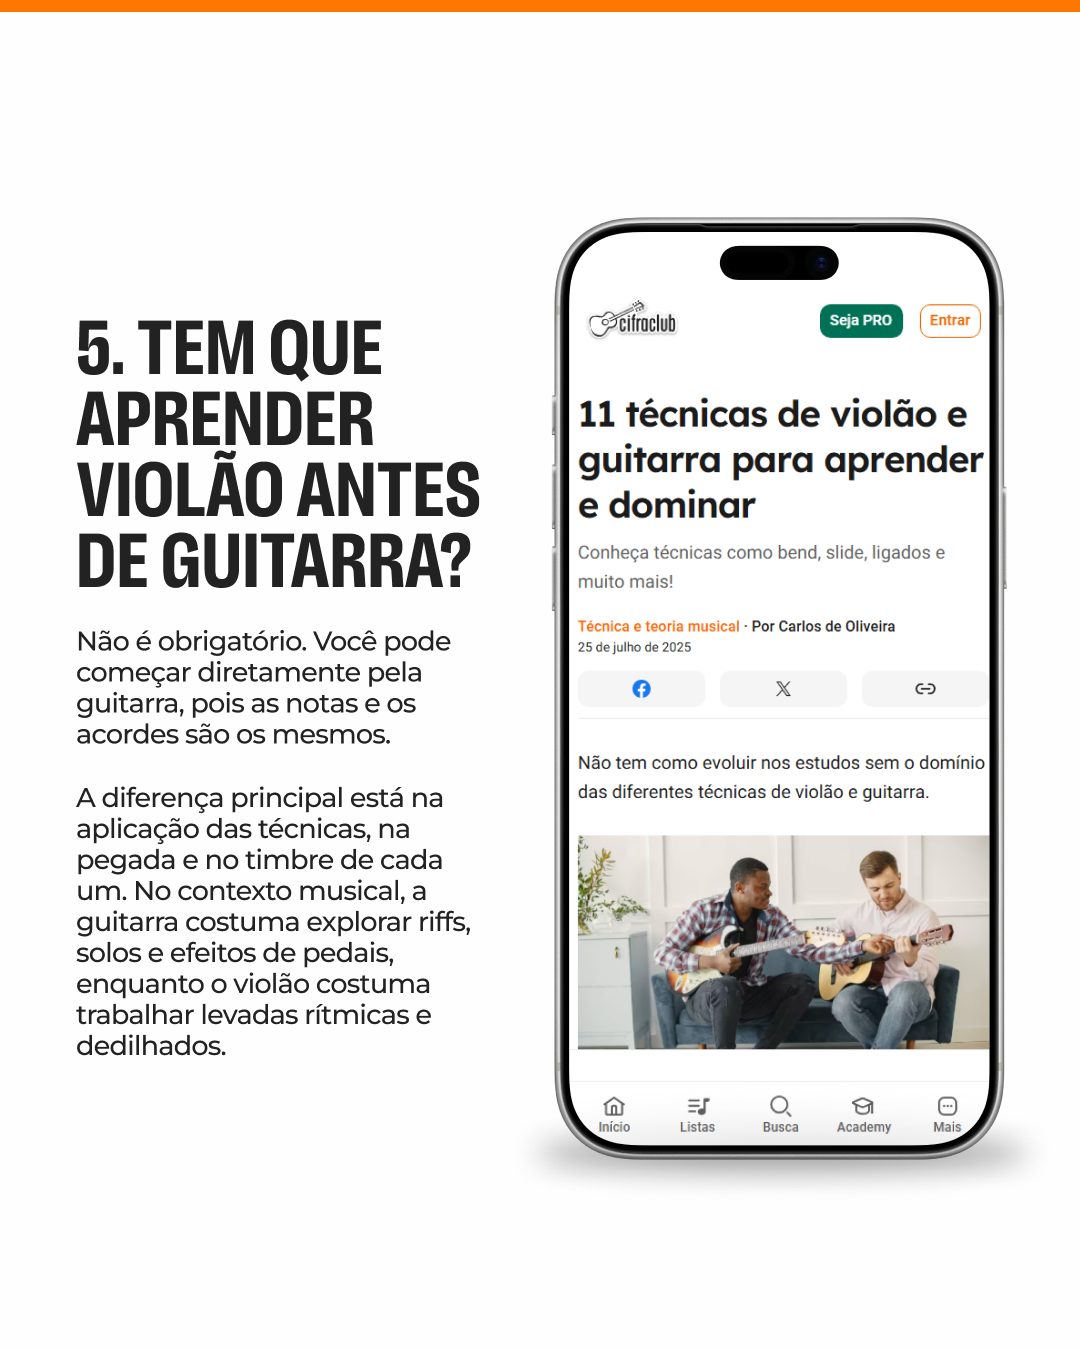 5. TEM QUE
APRENDER
VIOLÃO ANTES
DE GUITARRA?
Não é obrigatório. Você pode
começar diretamente pela
guitarra, pois as notas e os
acordes são os mesmos.
A diferença principal está na
aplicação das técnicas, na
pegada e no timbre de cada
um. No contexto musical, a
guitarra costuma explorar riffs,
solos e efeitos de pedais,
enquanto o violão costuma
trabalhar levadas rítmicas e
dedilhados.
cifraclub
Seja PRO
Entrar
11 técnicas de violão e
guitarra para aprender
e dominar
Conheça técnicas como bend, slide, ligados e
muito mais!
Técnica e teoria musical · Por Carlos de Oliveira
25 de julho de 2025
Não tem como evoluir nos estudos sem o domínio
das diferentes técnicas de violão e guitarra.
Início
Listas
Busca
Academy
Mais